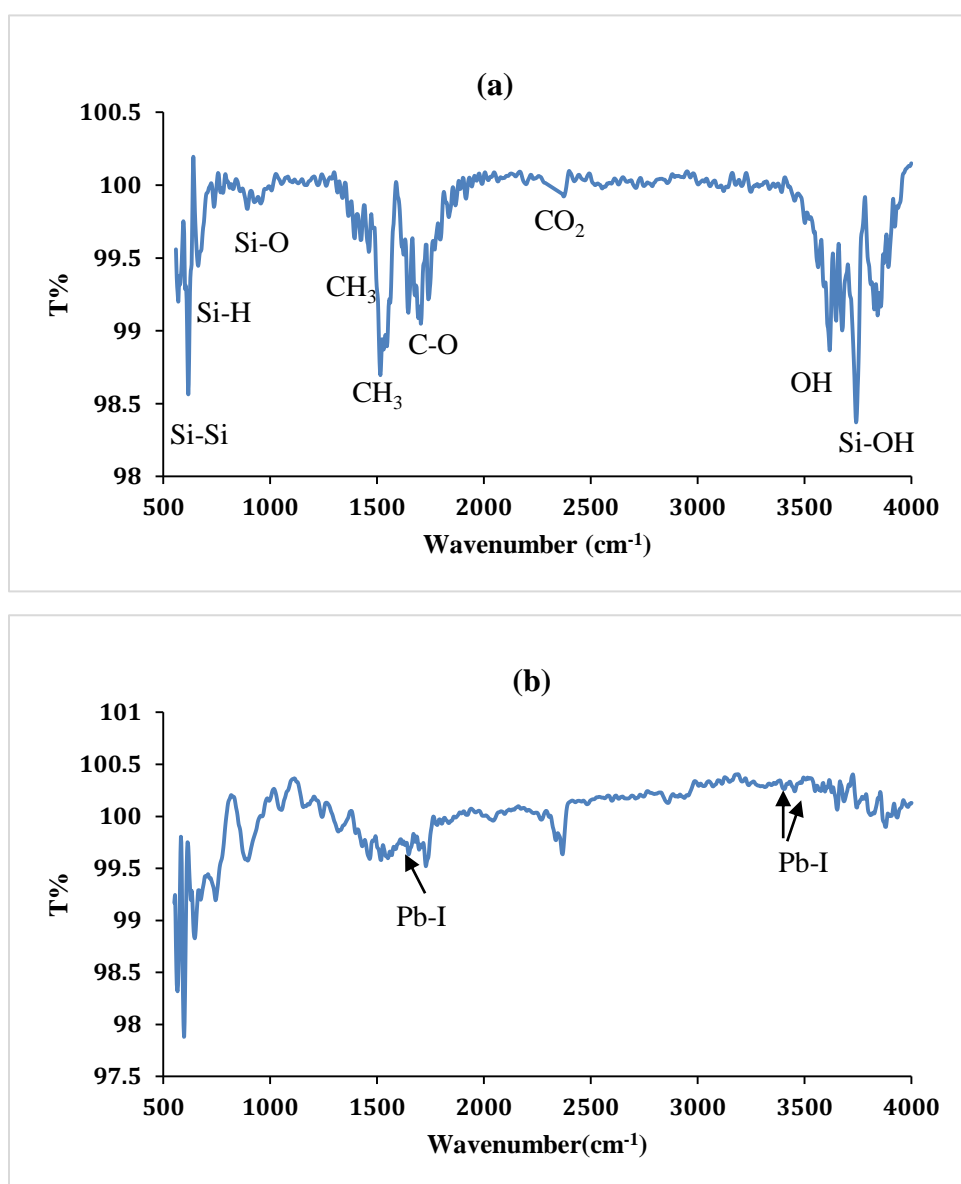 (a)
100.5
100
99.5
99
98.5
98
T%
Si-O
CO₂
Si-H
CH₃
C-O
CH₃
OH
Si-Si
Si-OH
500 1000 1500 2000 2500 3000 3500 4000
Wavenumber (cm⁻¹)
(b)
101
100.5
100
99.5
99
98.5
98
97.5
T%
Pb-I
Pb-I
500 1000 1500 2000 2500 3000 3500 4000
Wavenumber(cm⁻¹)